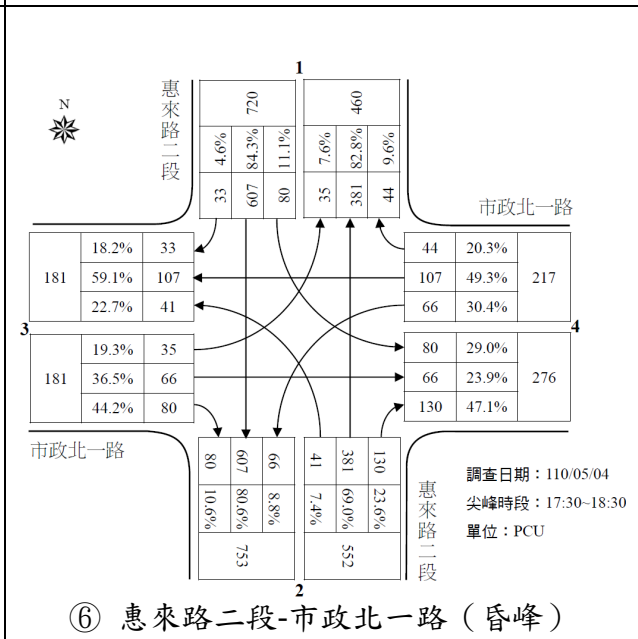 1
N
惠來路二段
720
4.6% 84.3% 11.1%
33 607 80
460
7.6% 82.8% 9.6%
35 381 44
市政北一路
181
18.2% 33
59.1% 107
22.7% 41
44 20.3%
107 49.3%
66 30.4%
217
3
4
181
19.3% 35
36.5% 66
44.2% 80
80 29.0%
66 23.9%
130 47.1%
276
市政北一路
80 607 66
10.6% 80.6% 8.8%
753
41 381 130
7.4% 69.0% 23.6%
552
惠來路二段
調查日期：110/05/04
尖峰時段：17:30~18:30
單位：PCU
2
⑥ 惠來路二段-市政北一路（昏峰）